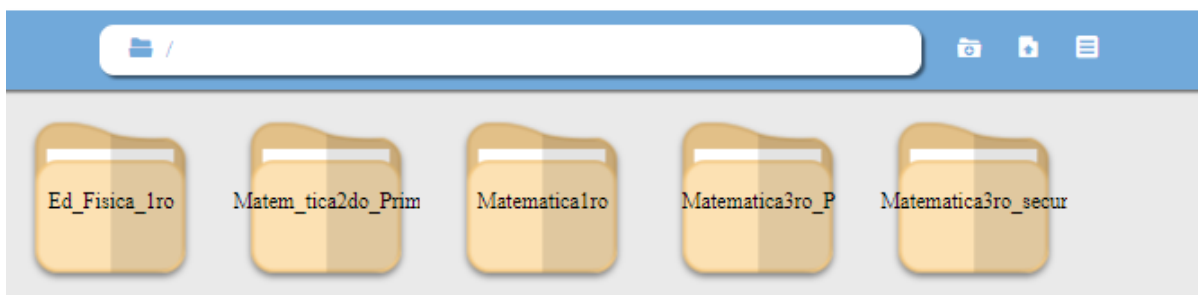 /
Ed_Fisica_1ro
Matem_tica2do_Prim
Matematica1ro
Matematica3ro_P
Matematica3ro_secur